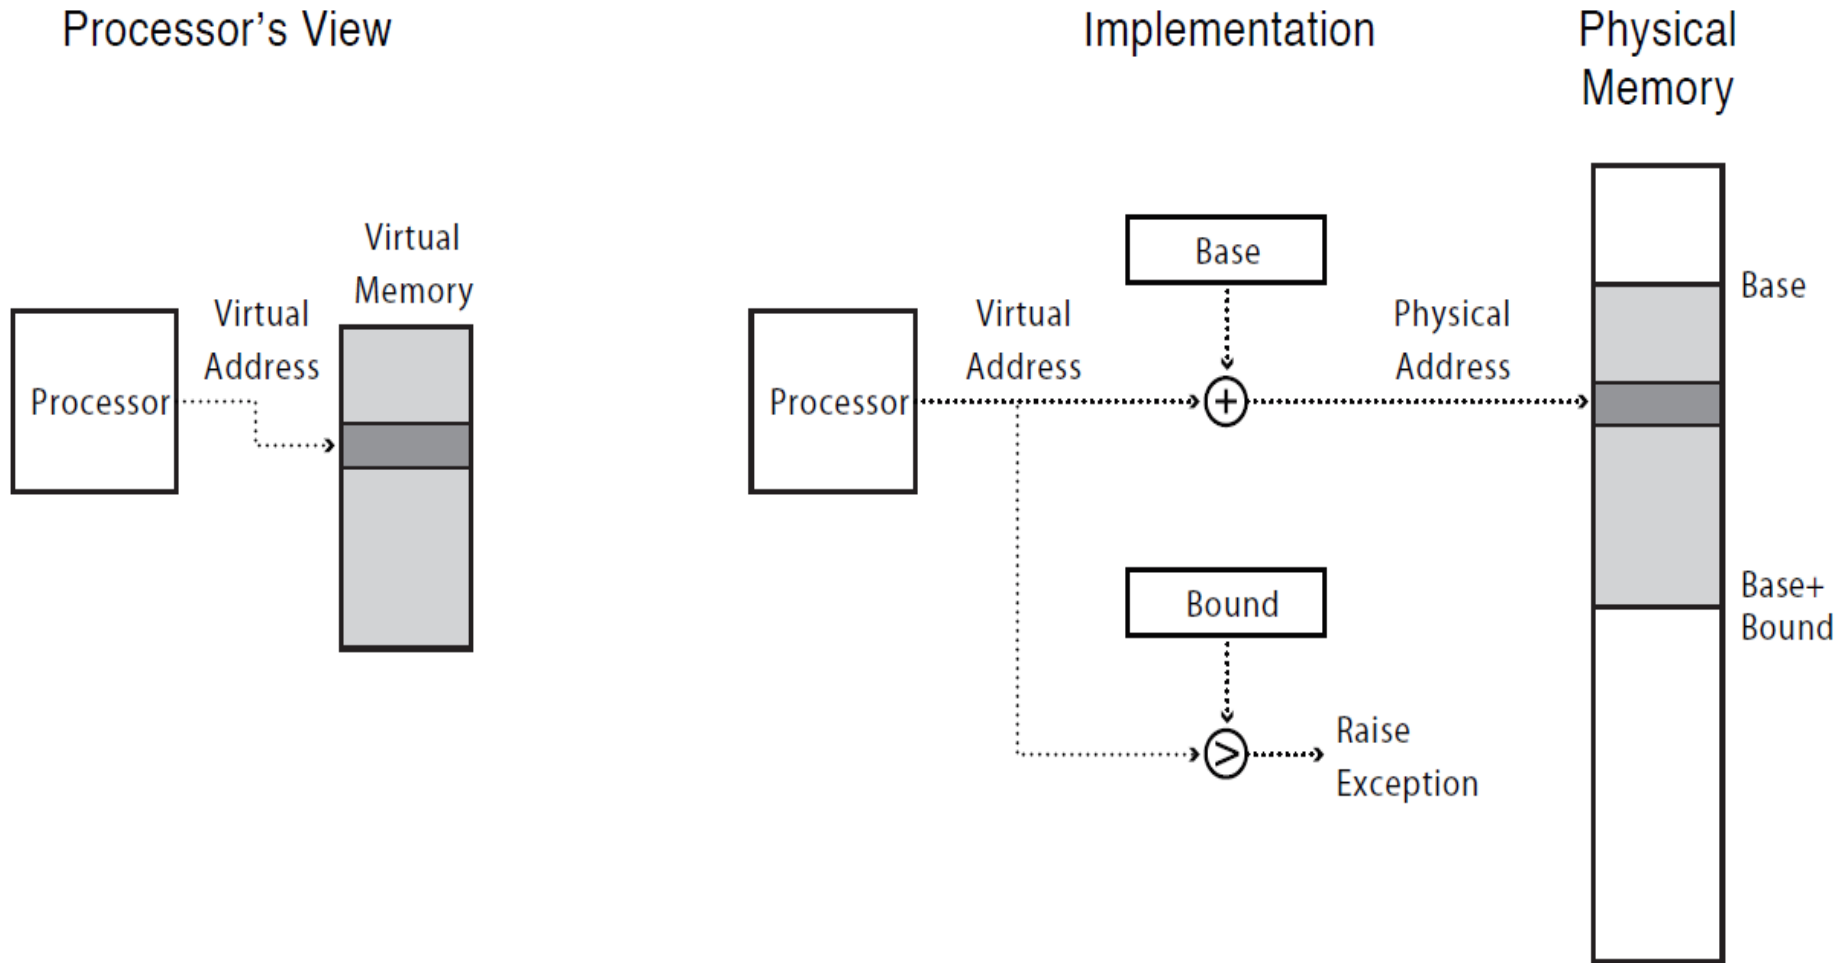 Processor's View
Implementation
Physical
Memory
Virtual
Memory
Virtual
Address
Processor
Processor
Virtual
Address
Base
+
Physical
Address
Bound
>
Raise
Exception
Base
Base+
Bound